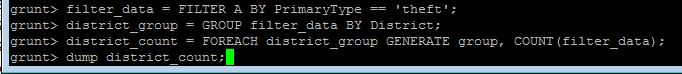 grunt> filter_data = FILTER A BY PrimaryType == 'theft';
grunt> district_group = GROUP filter_data BY District;
grunt> district_count = FOREACH district_group GENERATE group, COUNT(filter_data);
grunt> dump district_count;